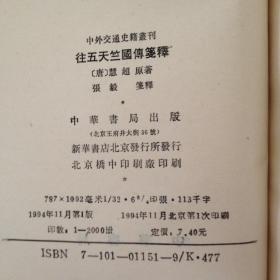 中外交通史籍叢刊
往五天竺國傳箋釋
(唐)慧超 原著
張毅 箋釋
中華書局出版
(北京王府井大街36號)
新華書店北京發行所發行
北京橋中印刷廠印刷
787×1092毫米1/32·6⅞印張·113千字
1994年11月第1版 1994年11月北京第1次印刷
印數:1—2000册 定價:7.40元
ISBN 7-101-01151-9/K·477